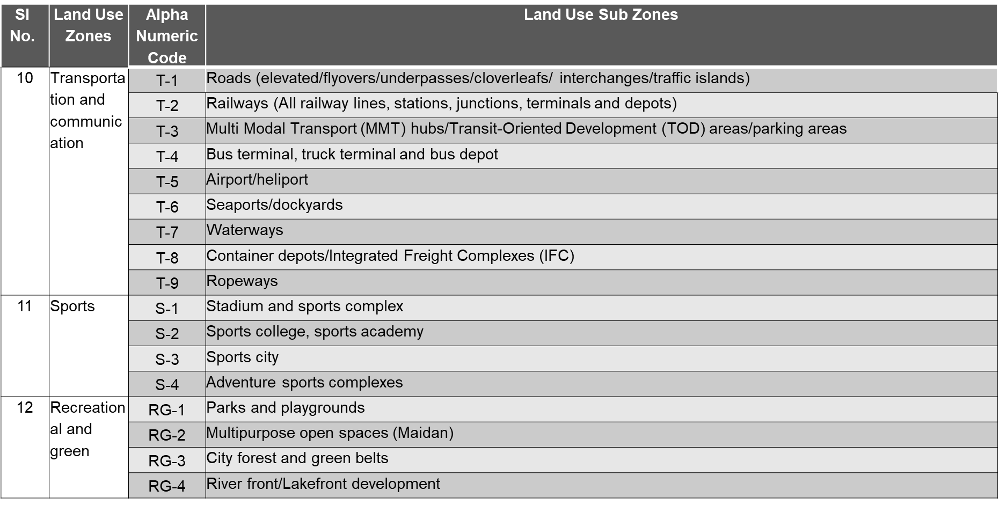 Sl No.
Land Use Zones
Alpha Numeric Code
Land Use Sub Zones
10
Transporta
tion and
communic
ation
T-1
Roads (elevated/flyovers/underpasses/cloverleafs/ interchanges/traffic islands)
T-2
Railways (All railway lines, stations, junctions, terminals and depots)
T-3
Multi Modal Transport (MMT) hubs/Transit-Oriented Development (TOD) areas/parking areas
T-4
Bus terminal, truck terminal and bus depot
T-5
Airport/heliport
T-6
Seaports/dockyards
T-7
Waterways
T-8
Container depots/Integrated Freight Complexes (IFC)
T-9
Ropeways
11
Sports
S-1
Stadium and sports complex
S-2
Sports college, sports academy
S-3
Sports city
S-4
Adventure sports complexes
12
Recreation
al and
green
RG-1
Parks and playgrounds
RG-2
Multipurpose open spaces (Maidan)
RG-3
City forest and green belts
RG-4
River front/Lakefront development